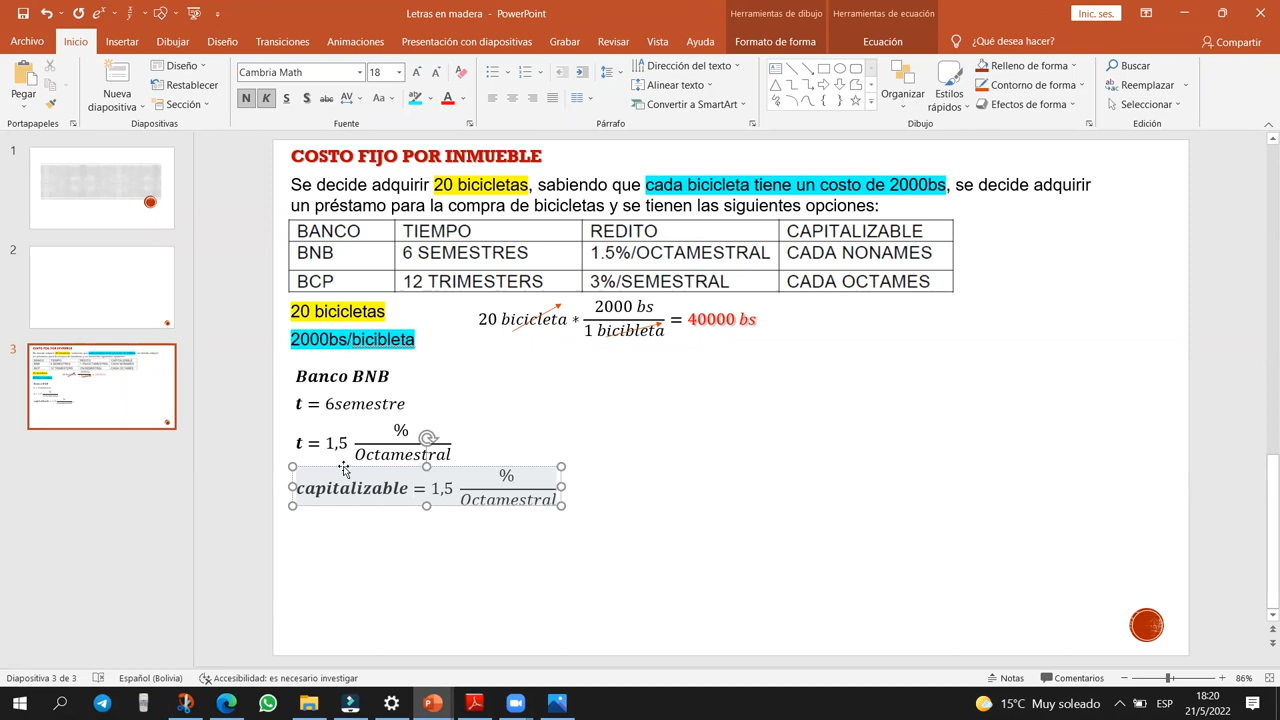 Letras en madera - PowerPoint
Herramientas de dibujo
Herramientas de ecuación
Inic. ses.
Archivo
Inicio
Insertar
Dibujar
Diseño
Transiciones
Animaciones
Presentación con diapositivas
Grabar
Revisar
Vista
Ayuda
Formato de forma
Ecuación
¿Qué desea hacer?
Compartir
Pegar
Nueva
diapositiva
Diseño
Restablecer
Sección
Cambria Math
18
N K S S abc AV Aa A
Dirección del texto
Alinear texto
Convertir a SmartArt
Organizar
Estilos
rápidos
Relleno de forma
Contorno de forma
Efectos de forma
Buscar
Reemplazar
Seleccionar
Portapapeles
Diapositivas
Fuente
Párrafo
Dibujo
Edición
1
2
3
COSTO FIJO POR INMUEBLE
Se decide adquirir 20 bicicletas, sabiendo que cada bicicleta tiene un costo de 2000bs, se decide adquirir
un préstamo para la compra de bicicletas y se tienen las siguientes opciones:
BANCO TIEMPO REDITO CAPITALIZABLE
BNB 6 SEMESTRES 1.5%/OCTAMESTRAL CADA NONAMES
BCP 12 TRIMESTERS 3%/SEMESTRAL CADA OCTAMES
20 bicicletas
2000bs/bicibleta
20 bicicleta * 2000 bs / 1 bicibleta = 40000 bs
Banco BNB
t = 6semestre
t = 1,5 % / Octamestral
capitalizable = 1,5 % / Octamestral
Diapositiva 3 de 3
Español (Bolivia)
Accesibilidad: es necesario investigar
Notas
Comentarios
86%
15°C Muy soleado
ESP
18:20
21/5/2022